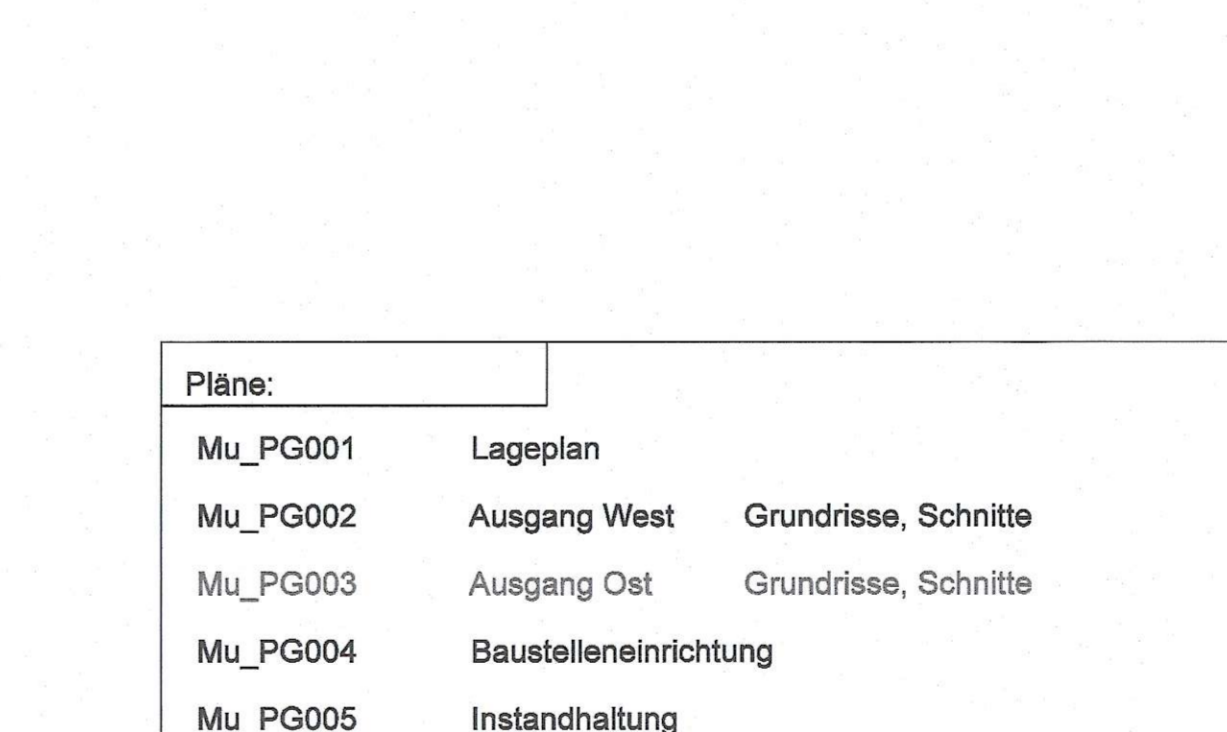 Pläne:
Mu_PG001 Lageplan
Mu_PG002 Ausgang West Grundrisse, Schnitte
Mu_PG003 Ausgang Ost Grundrisse, Schnitte
Mu_PG004 Baustelleneinrichtung
Mu_PG005 Instandhaltung